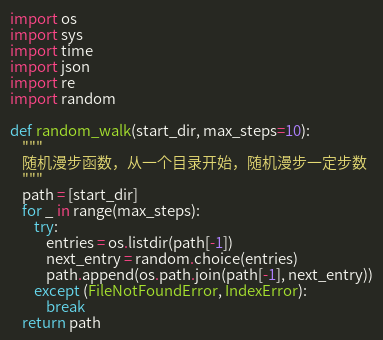 import os
import sys
import time
import json
import re
import random

def random_walk(start_dir, max_steps=10):
    """
    随机漫步函数，从一个目录开始，随机漫步一定步数
    """
    path = [start_dir]
    for _ in range(max_steps):
        try:
            entries = os.listdir(path[-1])
            next_entry = random.choice(entries)
            path.append(os.path.join(path[-1], next_entry))
        except (FileNotFoundError, IndexError):
            break
    return path